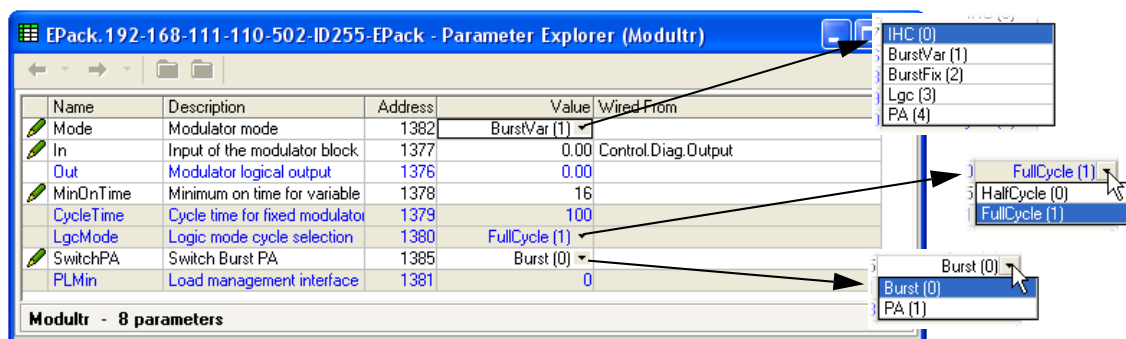 EPack.192-168-111-110-502-ID255-EPack - Parameter Explorer (Modultr)
Name Description Address Value Wired From
Mode Modulator mode 1382 BurstVar (1)
In Input of the modulator block 1377 0.00 Control.Diag.Output
Out Modulator logical output 1376 0.00
MinOnTime Minimum on time for variable 1378 16
CycleTime Cycle time for fixed modulator 1379 100
LgcMode Logic mode cycle selection 1380 FullCycle (1)
SwitchPA Switch Burst PA 1385 Burst (0)
PLMin Load management interface 1381 0
Modultr - 8 parameters
IHC (0)
BurstVar (1)
BurstFix (2)
Lgc (3)
PA (4)
FullCycle (1)
HalfCycle (0)
FullCycle (1)
Burst (0)
Burst (0)
PA (1)